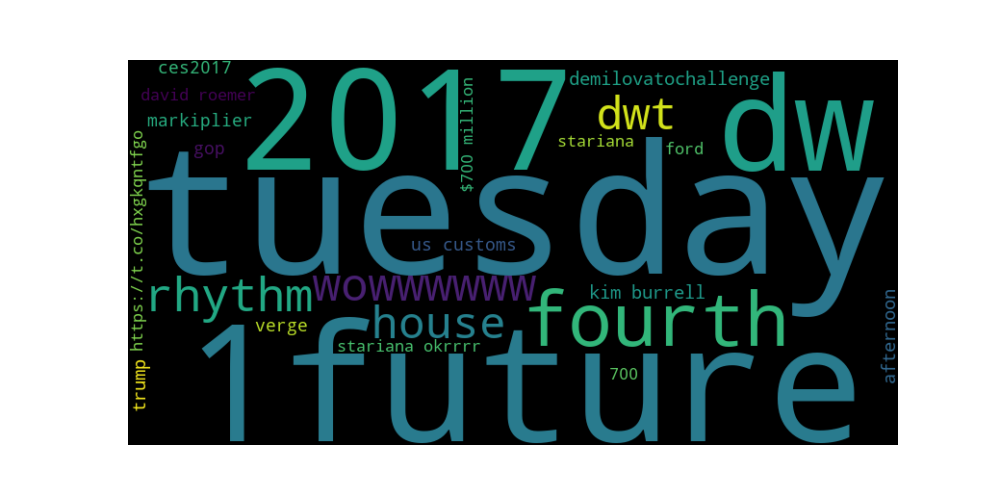 ces2017
2017
demilovatochallenge
dw
david roemer
$700 million
dwt
markiplier
stariana
ford
gop
tuesday
https://t.co/hxgkqntfgo
us customs
rhythm
wowwwwww
kim burrell
fourth
afternoon
verge
house
stariana okrrrr
1future
700
trump